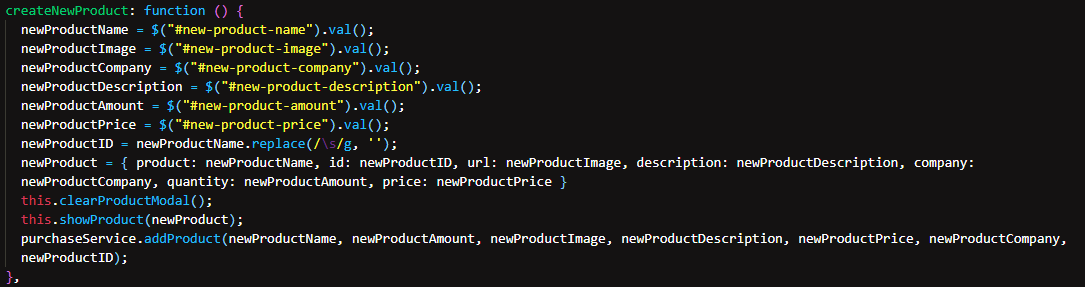 createNewProduct: function () {
newProductName = $("#new-product-name").val();
newProductImage = $("#new-product-image").val();
newProductCompany = $("#new-product-company").val();
newProductDescription = $("#new-product-description").val();
newProductAmount = $("#new-product-amount").val();
newProductPrice = $("#new-product-price").val();
newProductID = newProductName.replace(/\s/g, '');
newProduct = { product: newProductName, id: newProductID, url: newProductImage, description: newProductDescription, company:
newProductCompany, quantity: newProductAmount, price: newProductPrice }
this.clearProductModal();
this.showProduct(newProduct);
purchaseService.addProduct(newProductName, newProductAmount, newProductImage, newProductDescription, newProductPrice, newProductCompany,
newProductID);
},